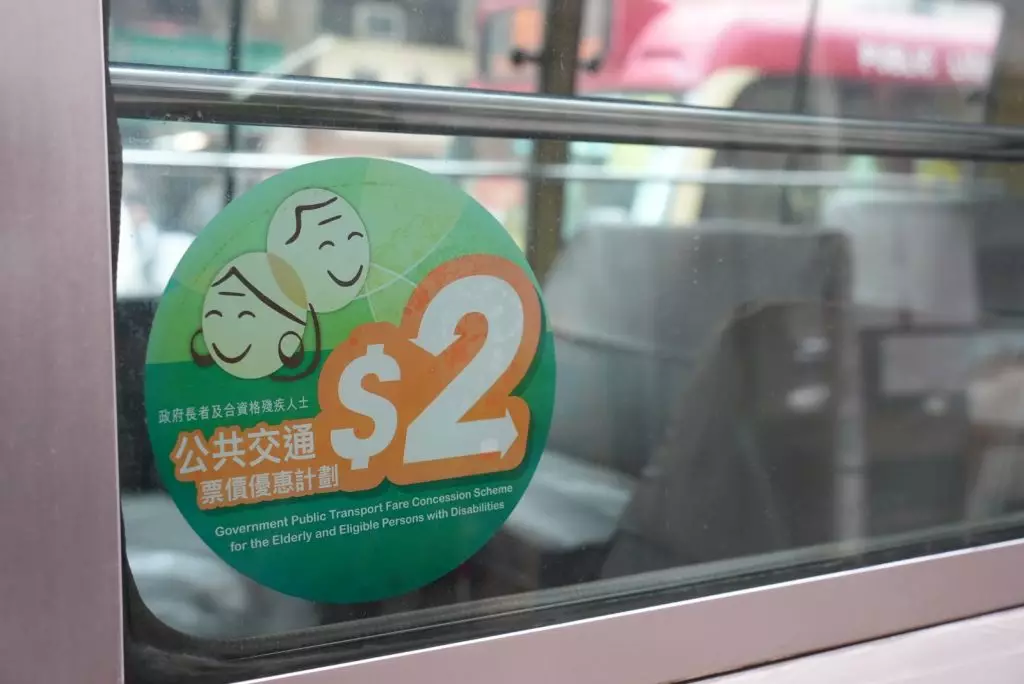 政府長者及合資格殘疾人士
公共交通
票價優惠計劃
$2
Government Public Transport Fare Concession Scheme
for the Elderly and Eligible Persons with Disabilities
PUBLIC